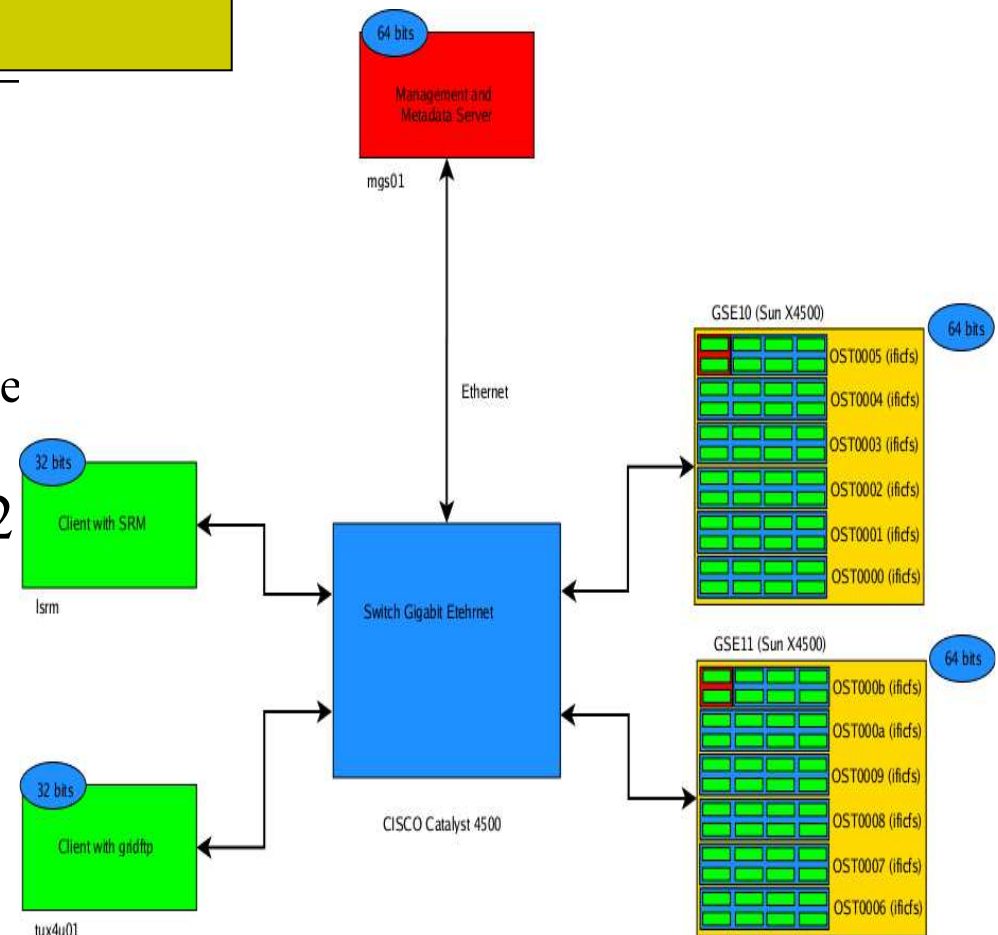 64 bits
Management and
Metadata Server
mgs01
Ethernet
GSE10 (Sun X4500)
64 bits
OST0005 (ificfs)
OST0004 (ificfs)
OST0003 (ificfs)
OST0002 (ificfs)
OST0001 (ificfs)
OST0000 (ificfs)
e
2
32 bits
Client with SRM
lsrm
Switch Gigabit Etehrnet
CISCO Catalyst 4500
GSE11 (Sun X4500)
64 bits
OST000b (ificfs)
OST000a (ificfs)
OST0009 (ificfs)
OST0008 (ificfs)
OST0007 (ificfs)
OST0006 (ificfs)
32 bits
Client with gridftp
tux4u01